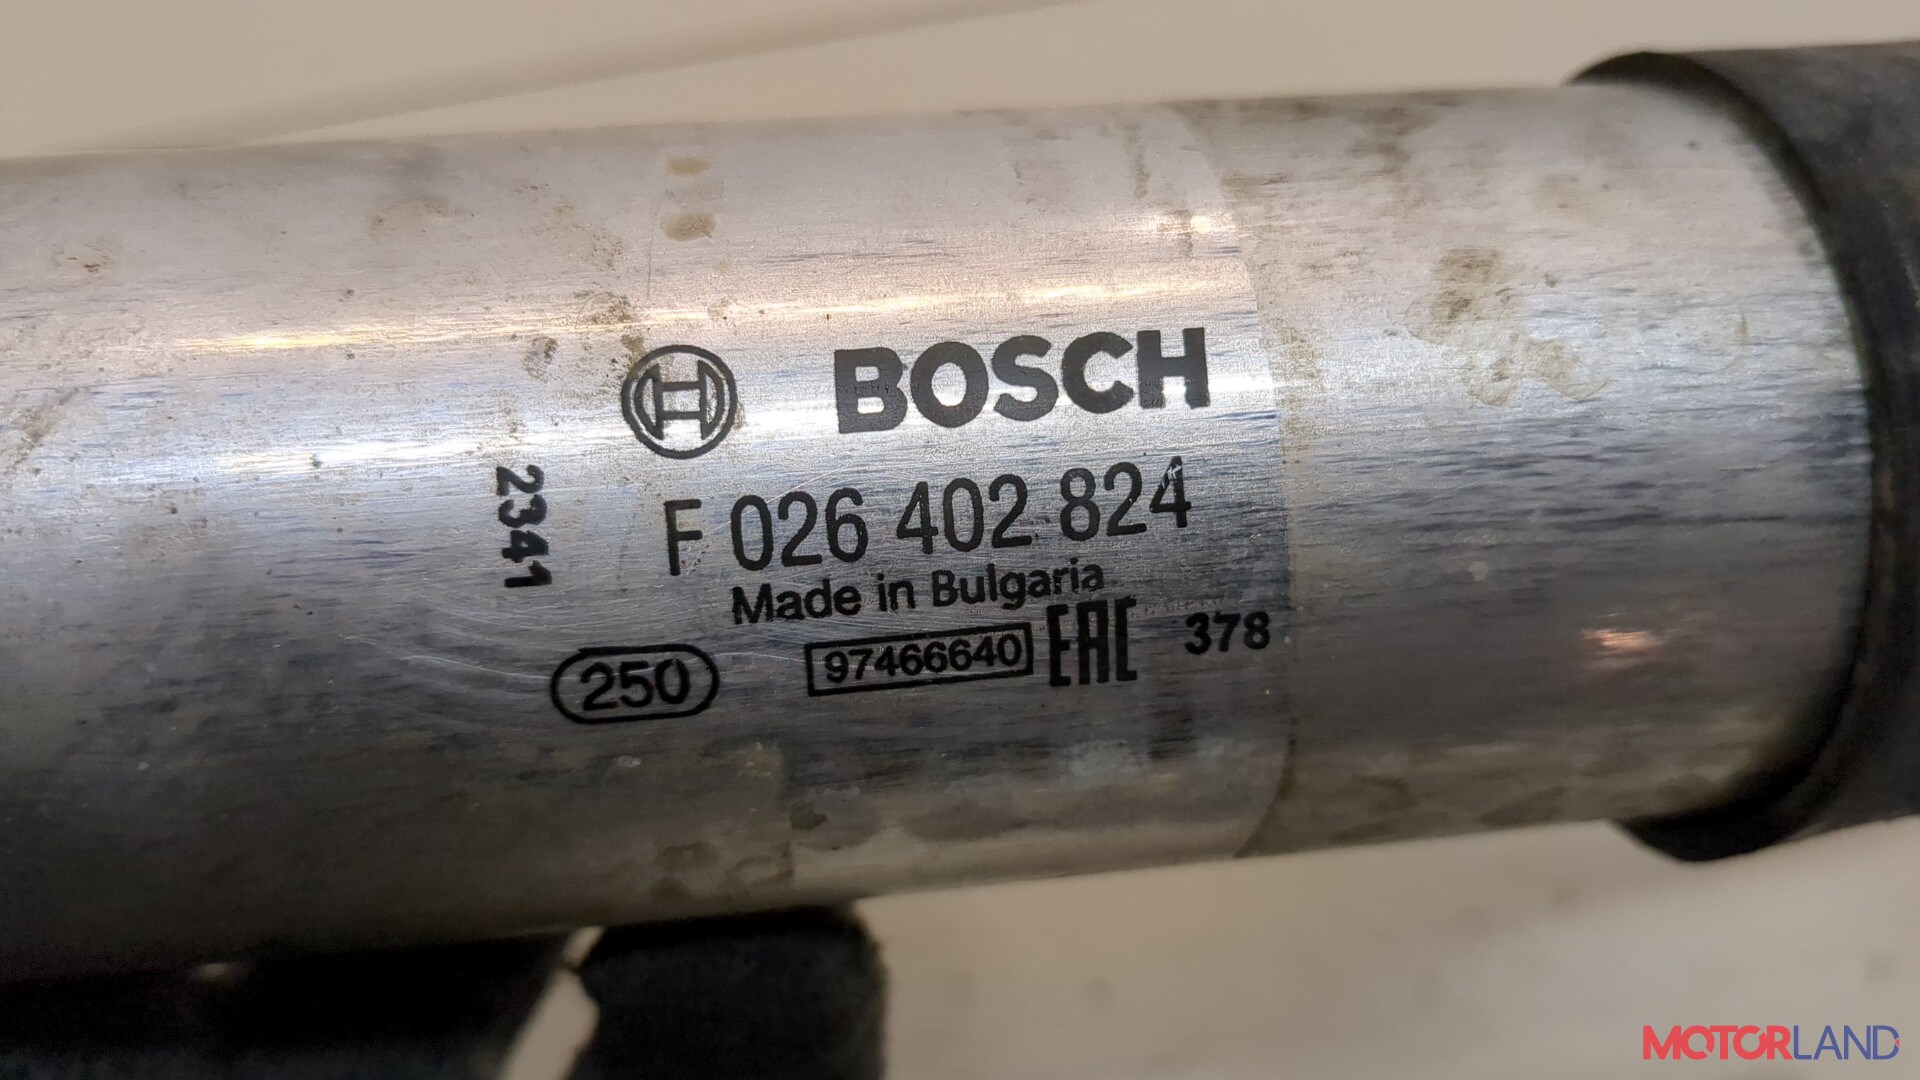 BOSCH
2341
F 026 402 824
Made in Bulgaria
250 97466640 EAC 378
MOTORLAND